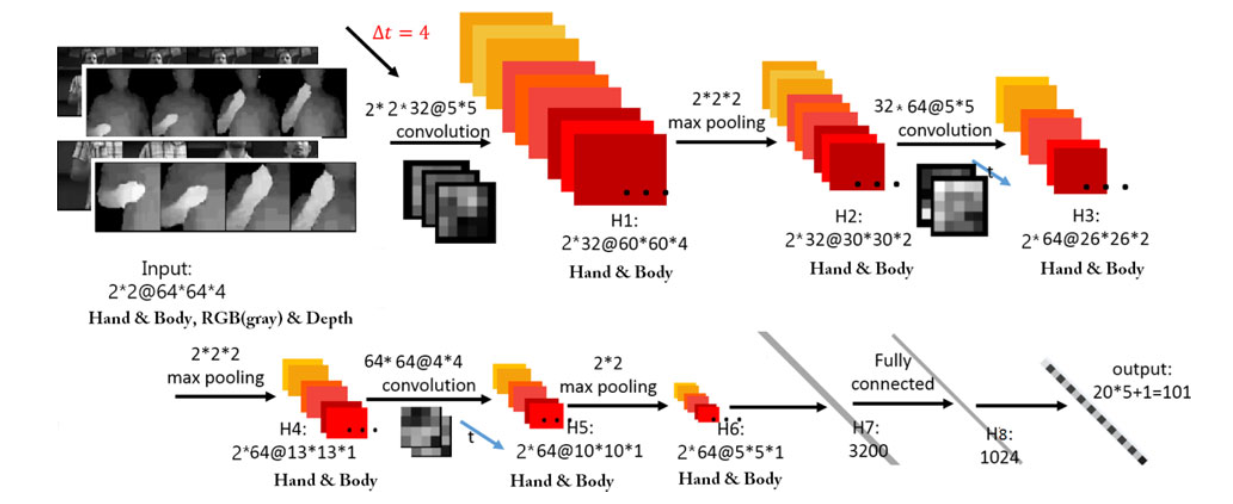 Δt = 4
2* 2*32@5*5
convolution
2*2*2
max pooling
32* 64@5*5
convolution
t
H1:
2*32@60*60*4
Hand & Body
H2:
2*32@30*30*2
Hand & Body
H3:
2*64@26*26*2
Hand & Body
Input:
2*2@64*64*4
Hand & Body, RGB(gray) & Depth
2*2*2
max pooling
64* 64@4*4
convolution
2*2
max pooling
Fully
connected
output:
20*5+1=101
t
H4:
2*64@13*13*1
Hand & Body
H5:
2*64@10*10*1
Hand & Body
H6:
2*64@5*5*1
Hand & Body
H7:
3200
H8:
1024